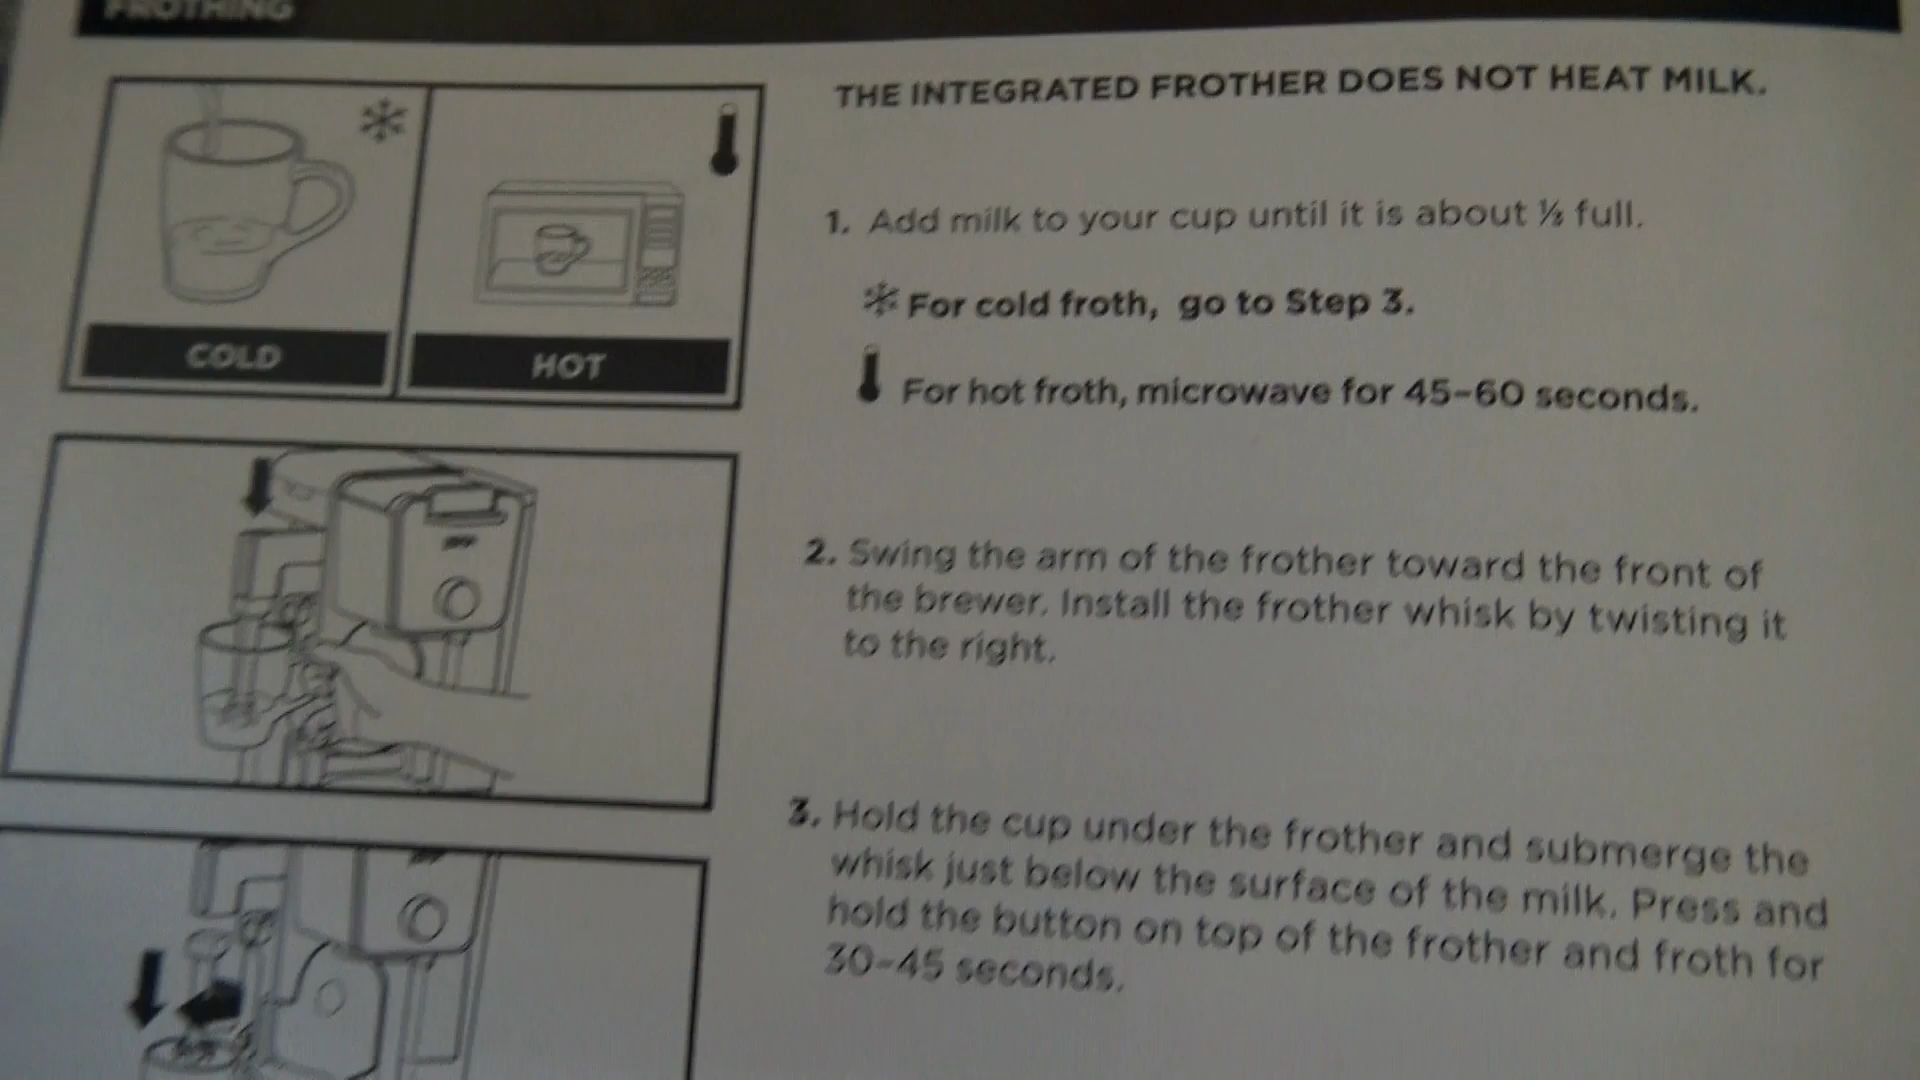 FROTHING
THE INTEGRATED FROTHER DOES NOT HEAT MILK.
COLD
HOT
1. Add milk to your cup until it is about ⅓ full.
For cold froth, go to Step 3.
For hot froth, microwave for 45-60 seconds.
2. Swing the arm of the frother toward the front of
the brewer. Install the frother whisk by twisting it
to the right.
3. Hold the cup under the frother and submerge the
whisk just below the surface of the milk. Press and
hold the button on top of the frother and froth for
30-45 seconds.